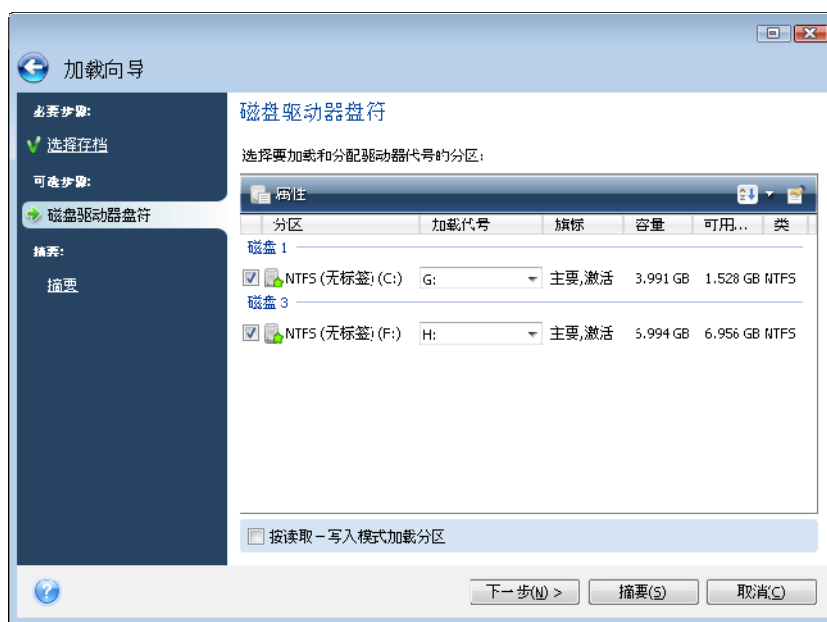 加载向导
必要步骤:
选择存档
可选步骤:
磁盘驱动器盘符
摘要:
摘要
磁盘驱动器盘符
选择要加载和分配驱动器代号的分区:
属性
分区 加载代号 旗标 容量 可用... 类
磁盘 1
NTFS (无标签) (C:) G: 主要,激活 3.991 GB 1.528 GB NTFS
磁盘 3
NTFS (无标签) (F:) H: 主要,激活 6.994 GB 6.956 GB NTFS
按读取-写入模式加载分区
下一步(N) > 摘要(S) 取消(C)